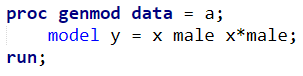 proc genmod data = a;
model y = x male x*male;
run;